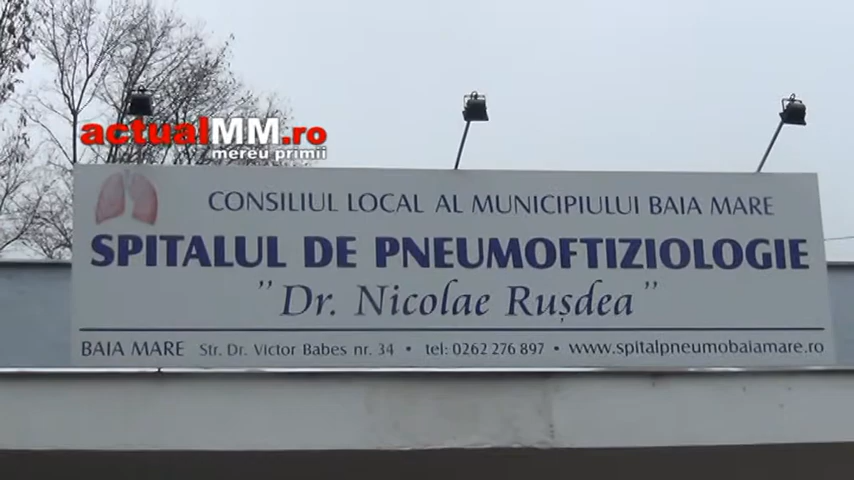 actualMM.ro
mereu primii
CONSILIUL LOCAL AL MUNICIPIULUI BAIA MARE
SPITALUL DE PNEUMOFTIZIOLOGIE
"Dr. Nicolae Rușdea"
BAIA MARE Str. Dr. Victor Babes nr. 34 • tel: 0262 276 897 • www.spitalpneumobaiamare.ro